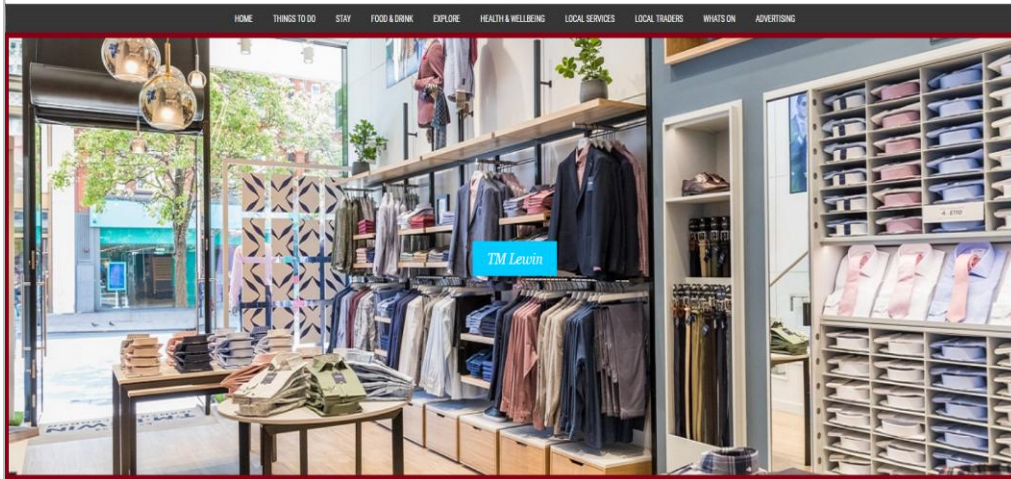 HOME THINGS TO DO STAY FOOD & DRINK EXPLORE HEALTH & WELLBEING LOCAL SERVICES LOCAL TRADERS WHATS ON ADVERTISING
TM Lewin